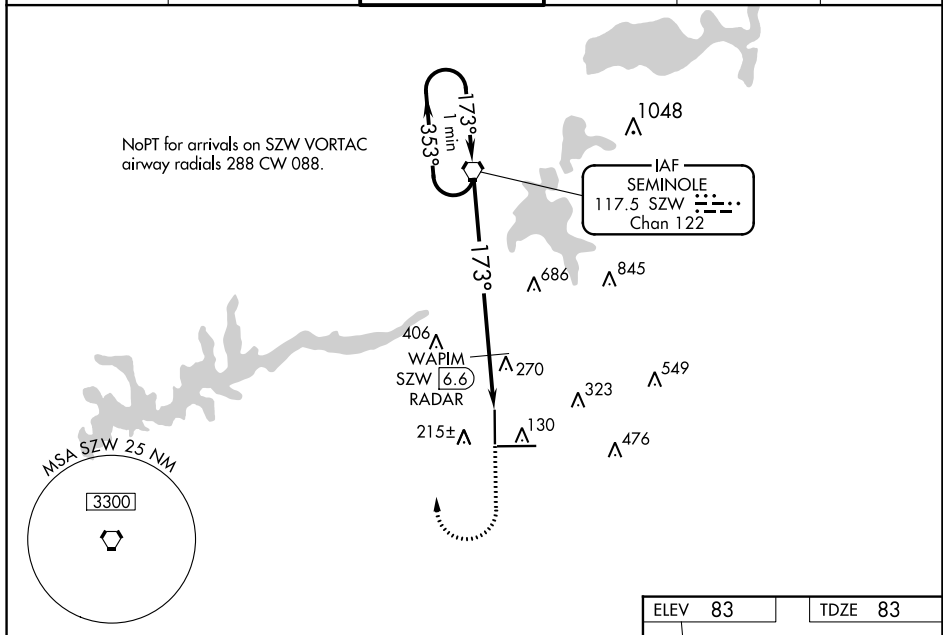 1048
NoPT for arrivals on SZW VORTAC
airway radials 288 CW 088.
173°
1 min
353°
IAF
SEMINOLE
117.5 SZW
Chan 122
173°
686
845
406
WAPIM
SZW 6.6
RADAR
270
549
323
215±
130
476
MSA SZW 25 NM
3300
ELEV 83
TDZE 83